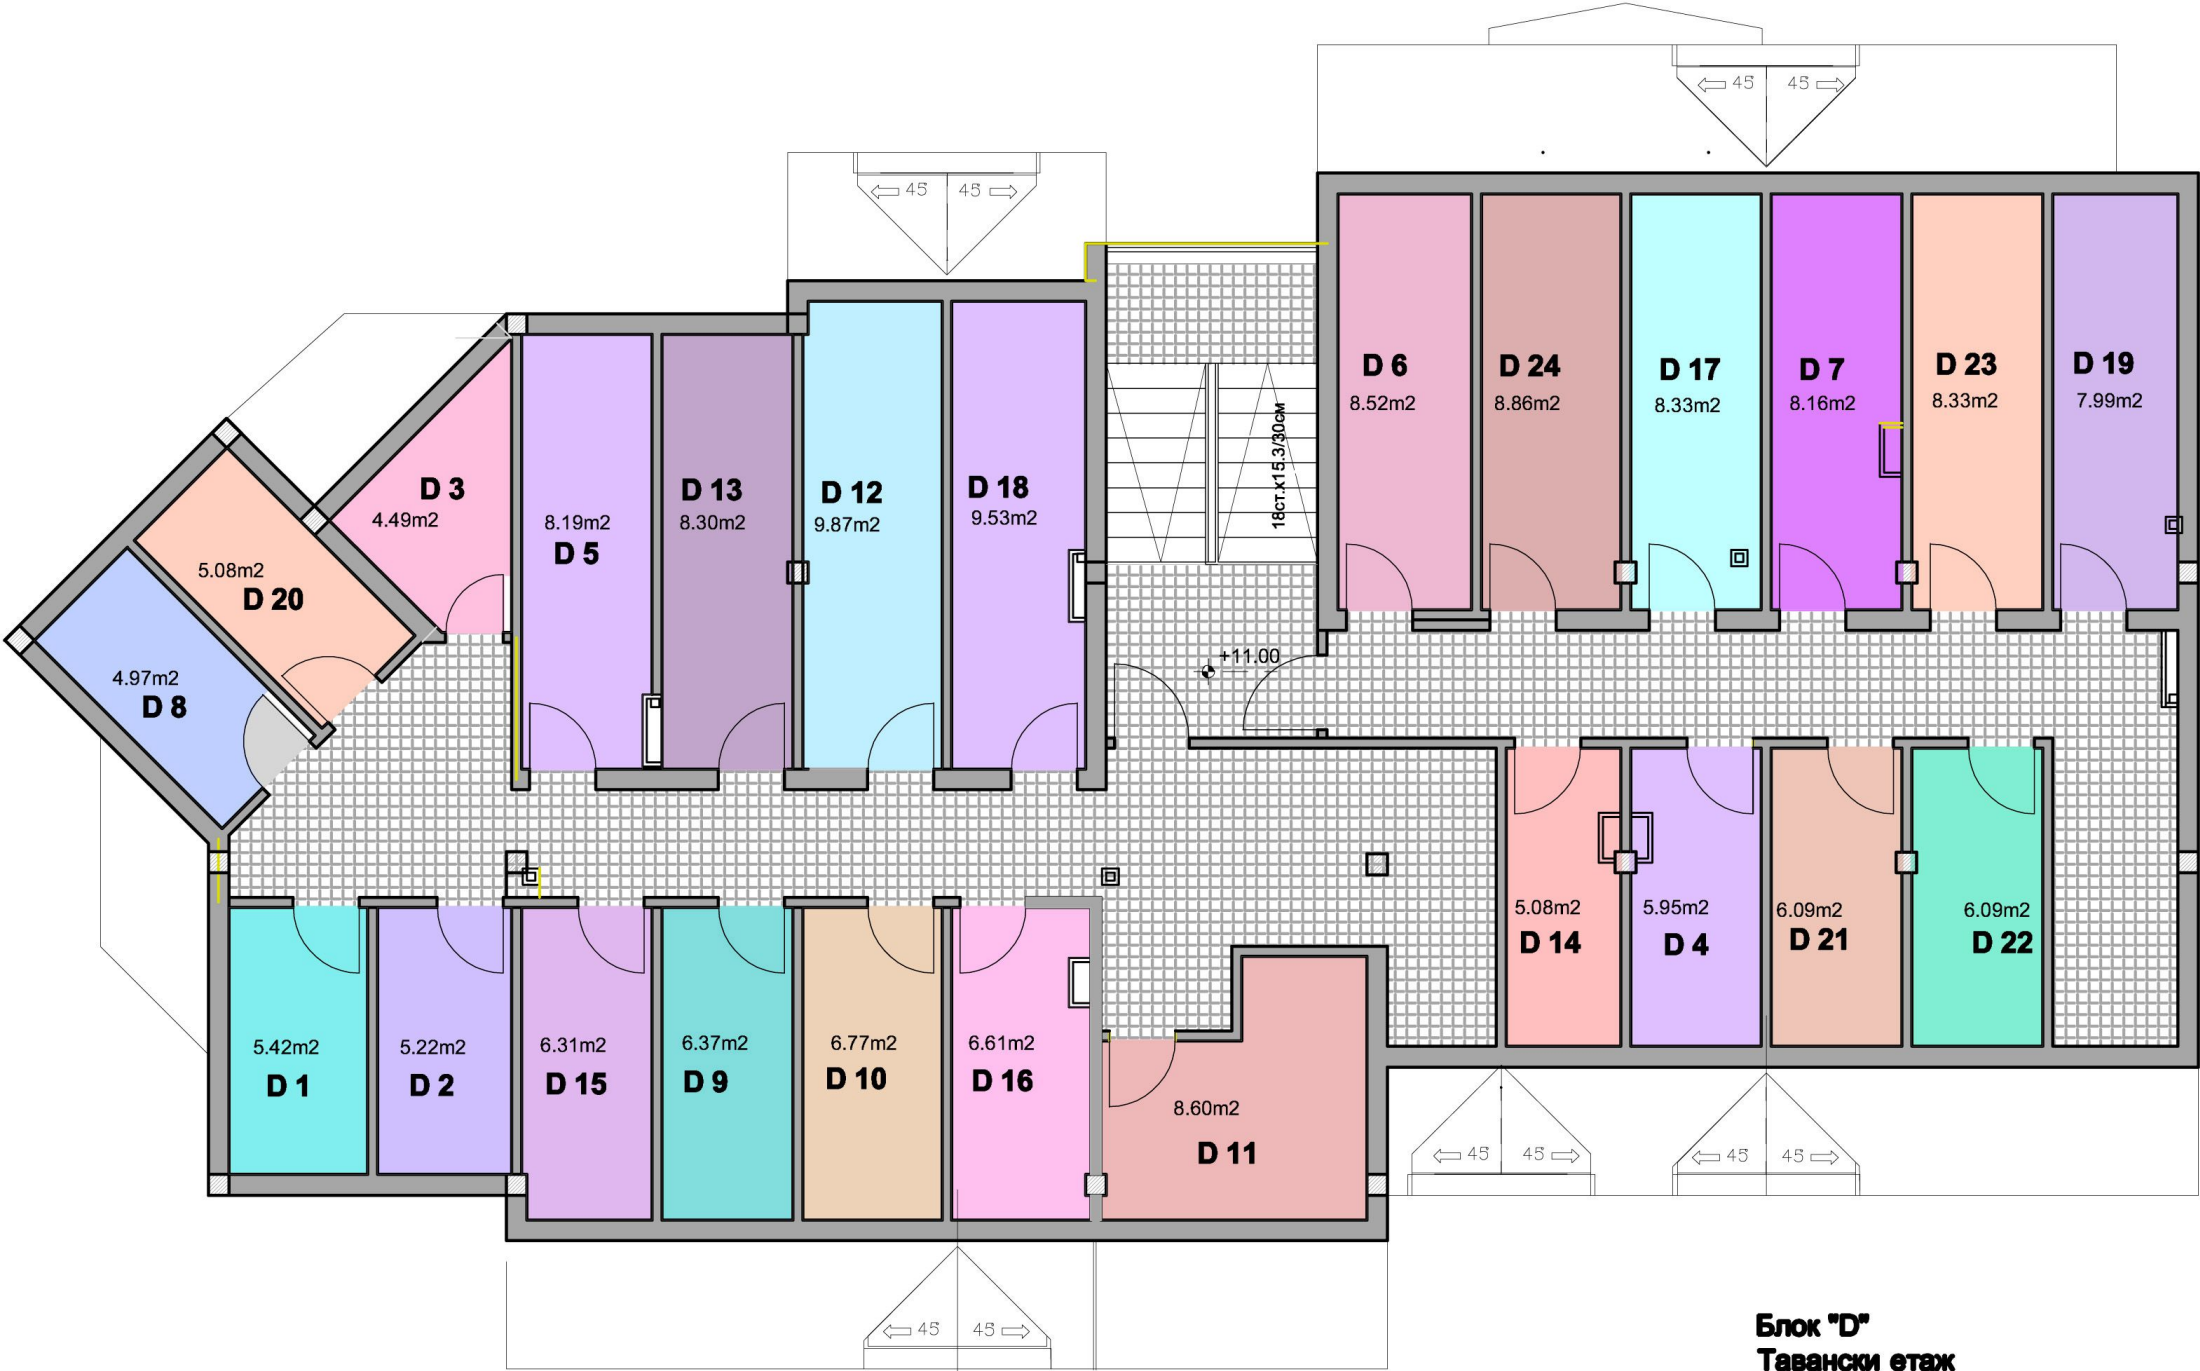 45 45
45 45
D 6
8.52m2
D 24
8.86m2
D 17
8.33m2
D 7
8.16m2
D 23
8.33m2
D 19
7.99m2
D 3
4.49m2
8.19m2
D 5
D 13
8.30m2
D 12
9.87m2
D 18
9.53m2
18ст.x15.3/30см
5.08m2
D 20
4.97m2
D 8
+11.00
5.08m2
D 14
5.95m2
D 4
6.09m2
D 21
6.09m2
D 22
5.42m2
D 1
5.22m2
D 2
6.31m2
D 15
6.37m2
D 9
6.77m2
D 10
6.61m2
D 16
8.60m2
D 11
45 45
45 45
45 45
Блок "D"
Тавански етаж